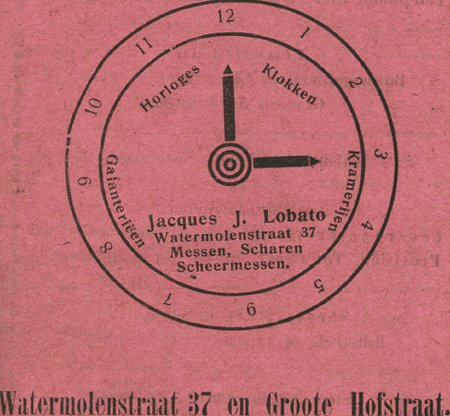 12
1
2
3
4
5
6
7
8
9
10
11
Horloges
Klokken
Kramerijen
Galanterieën
Jacques J. Lobato
Watermolenstraat 37
Messen, Scharen
Scheermessen.
Watermolenstraat 37 en Groote Hofstraat.